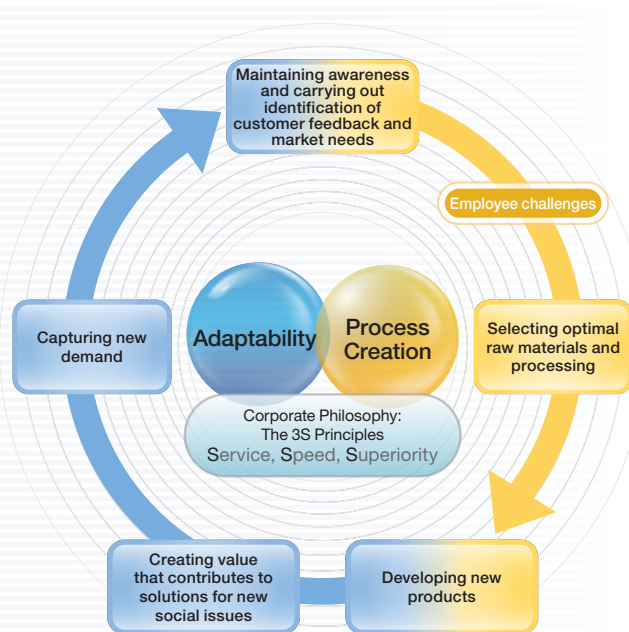 Maintaining awareness
and carrying out
identification of
customer feedback and
market needs
Employee challenges
Adaptability
Process
Creation
Capturing new
demand
Selecting optimal
raw materials and
processing
Corporate Philosophy:
The 3S Principles
Service, Speed, Superiority
Creating value
that contributes to
solutions for new
social issues
Developing new
products